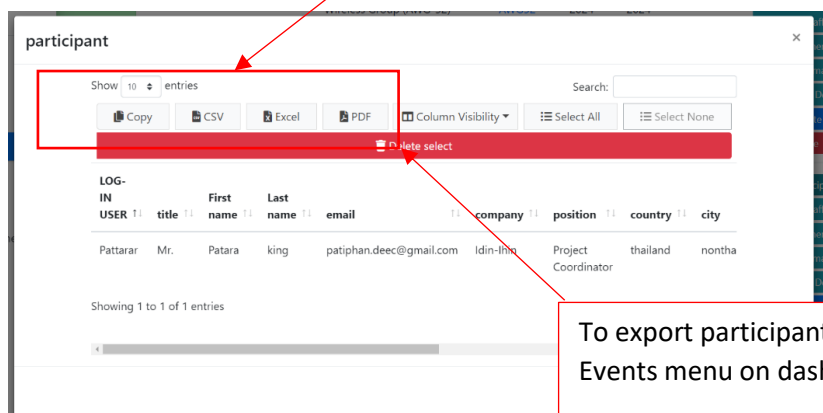 participant
×
Show 10 entries
Search:
Copy CSV Excel PDF Column Visibility Select All Select None
Delete select
LOG-
IN First Last
USER title name name email company position country city
Pattarar Mr. Patara king patiphan.deec@gmail.com Idin-Ihin Project thailand nontha
Coordinator
Showing 1 to 1 of 1 entries
To export participant
Events menu on dash